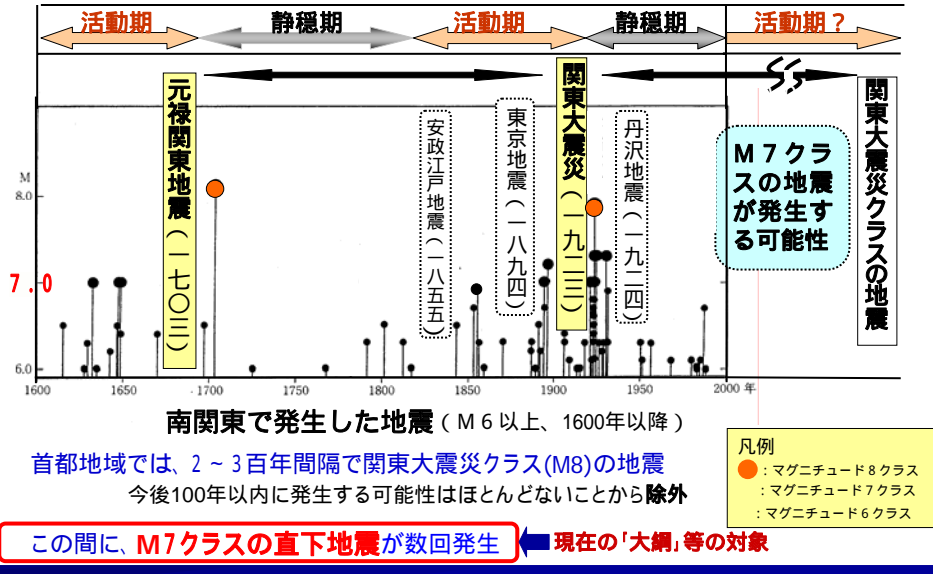 活動期
静穏期
活動期
静穏期
活動期?
元禄関東地震(一七〇三)
安政江戸地震(一八五五)
東京地震(一八九四)
関東大震災(一九二三)
丹沢地震(一九二四)
M7クラ
スの地震
が発生す
る可能性
関東大震災クラスの地震
M
8.0
7.0
6.0
1600 1650 1700 1750 1800 1850 1900 1950 2000 年
南関東で発生した地震(M6以上、1600年以降)
首都地域では、2~3百年間隔で関東大震災クラス(M8)の地震
今後100年以内に発生する可能性はほとんどないことから除外
この間に、M7クラスの直下地震が数回発生
現在の「大綱」等の対象
凡例
:マグニチュード8クラス
:マグニチュード7クラス
:マグニチュード6クラス